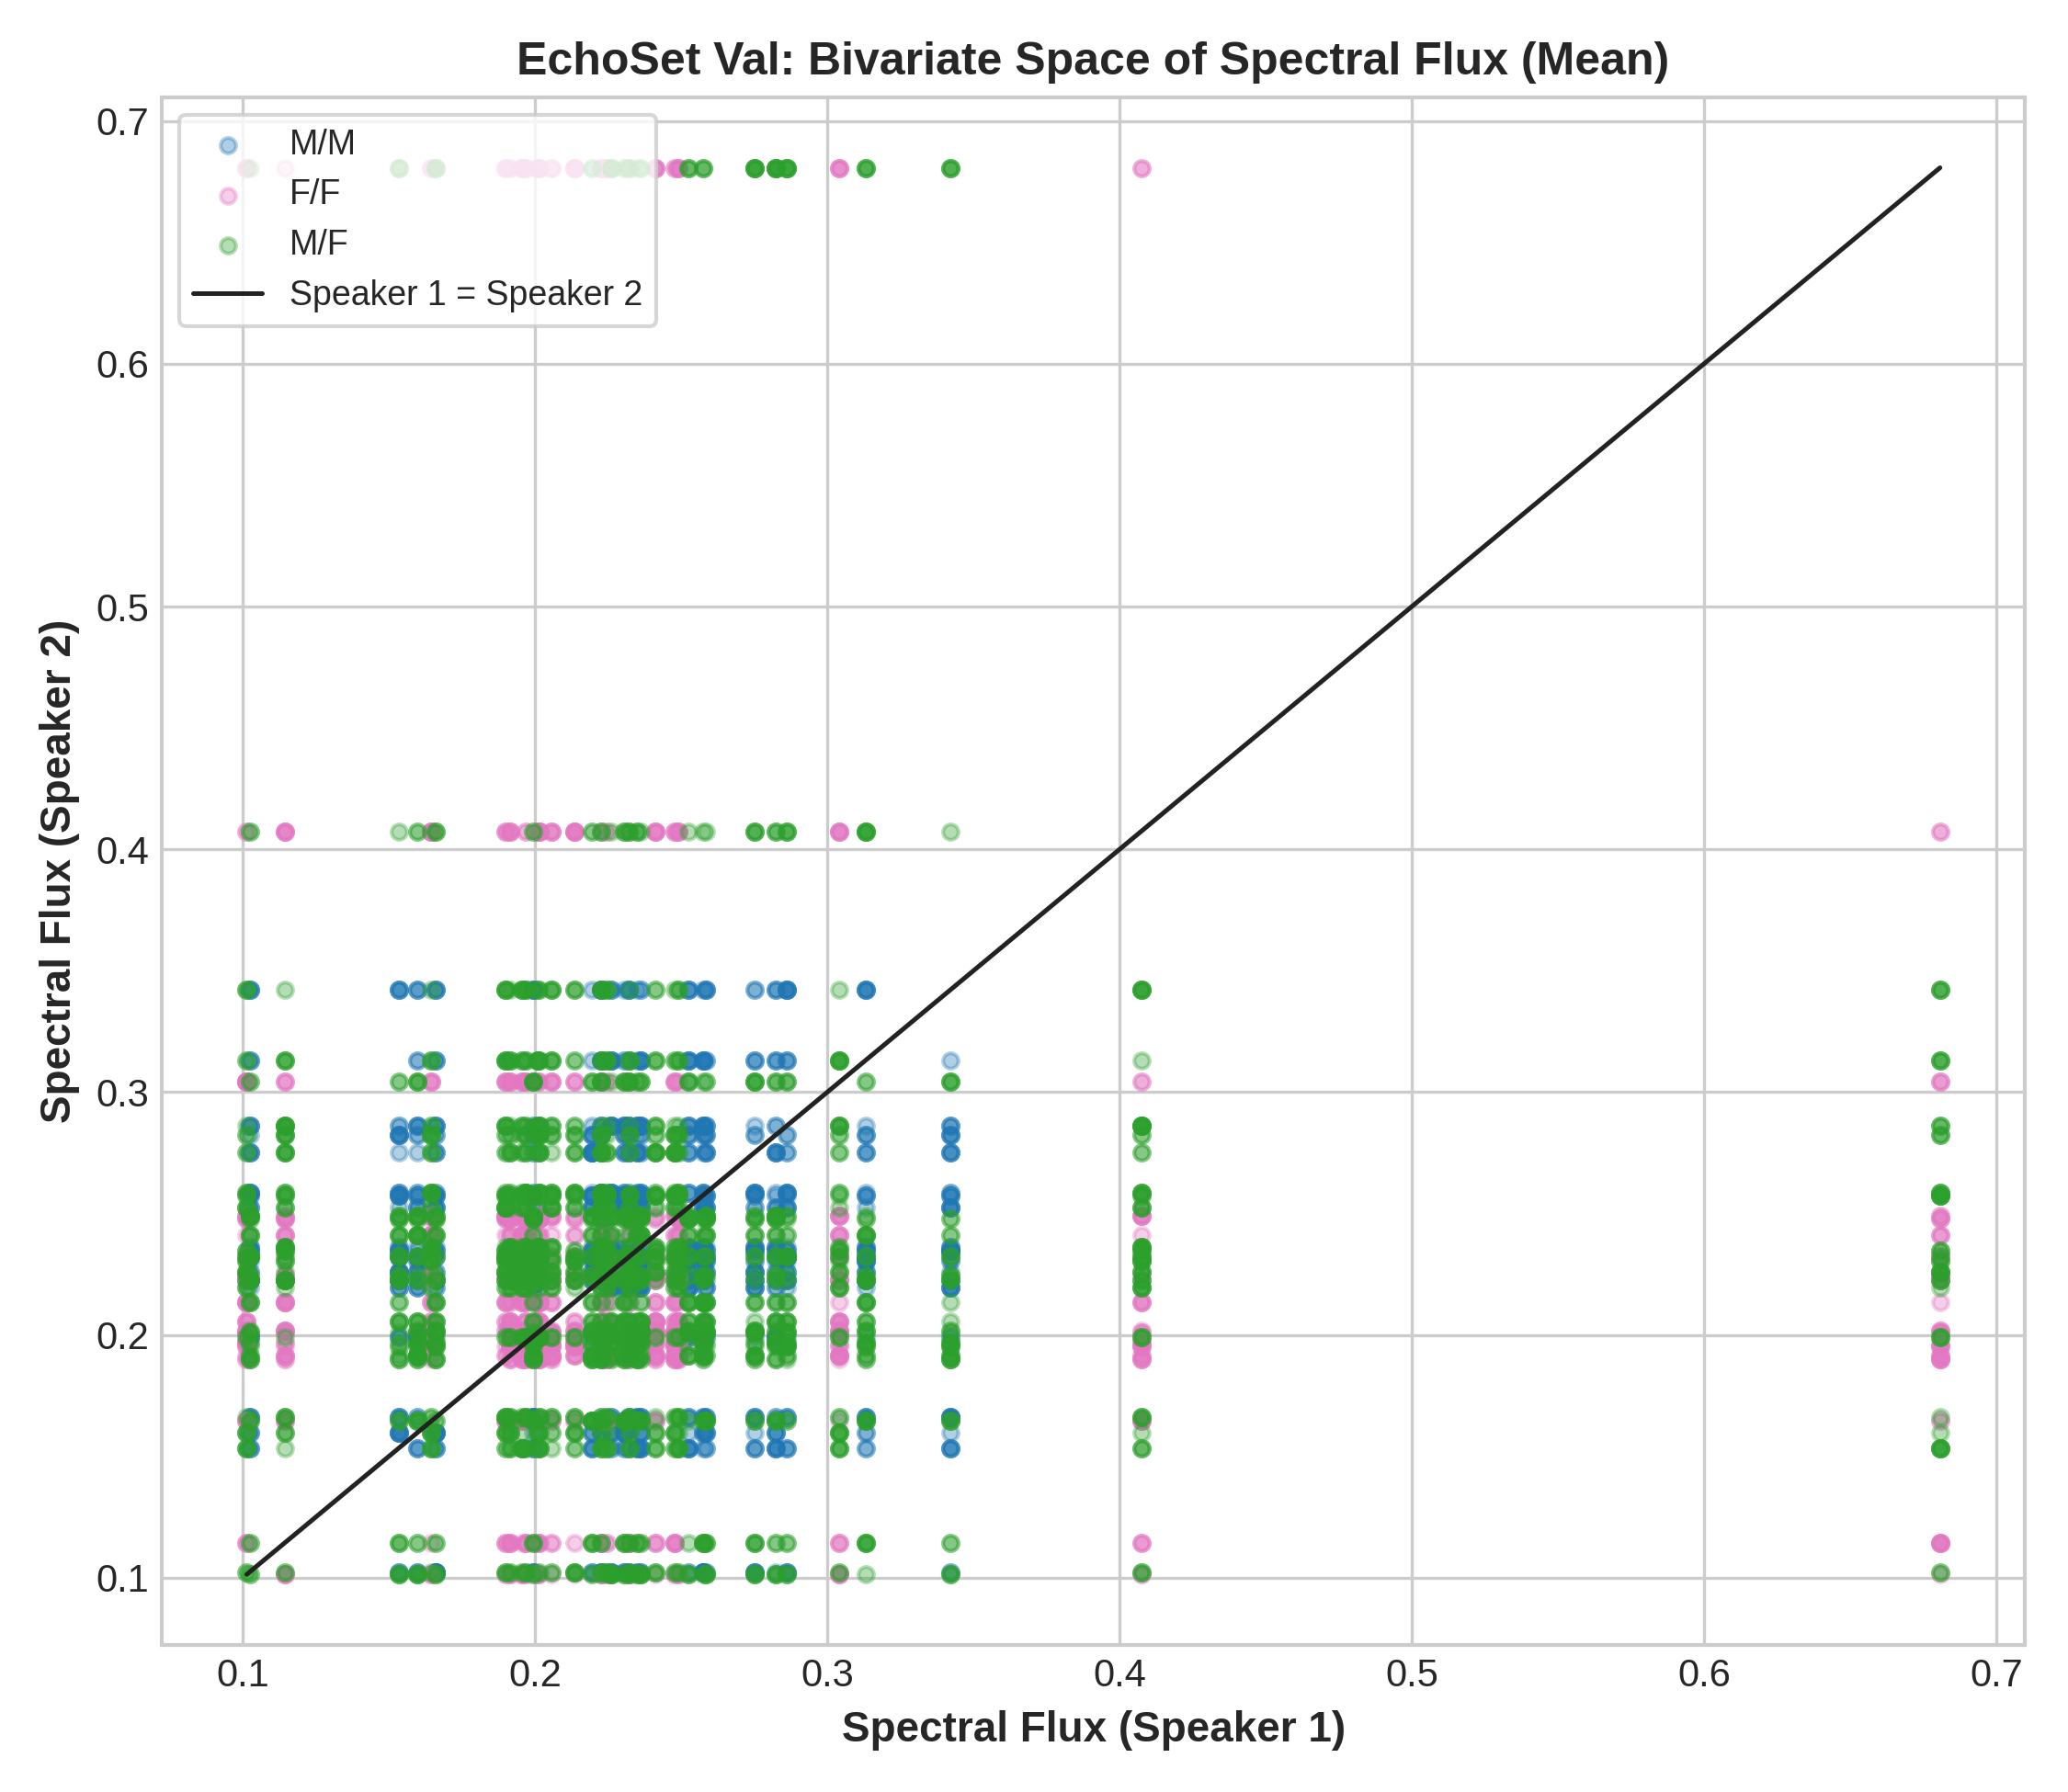 EchoSet Val: Bivariate Space of Spectral Flux (Mean)
M/M
F/F
M/F
Speaker 1 = Speaker 2
Spectral Flux (Speaker 2)
0.7
0.6
0.5
0.4
0.3
0.2
0.1
0.1 0.2 0.3 0.4 0.5 0.6 0.7
Spectral Flux (Speaker 1)